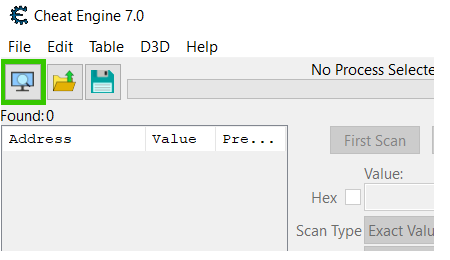 Cheat Engine 7.0
File Edit Table D3D Help
No Process Selecte
Found:0
Address Value Pre...
First Scan
Value:
Hex
Scan Type Exact Valu